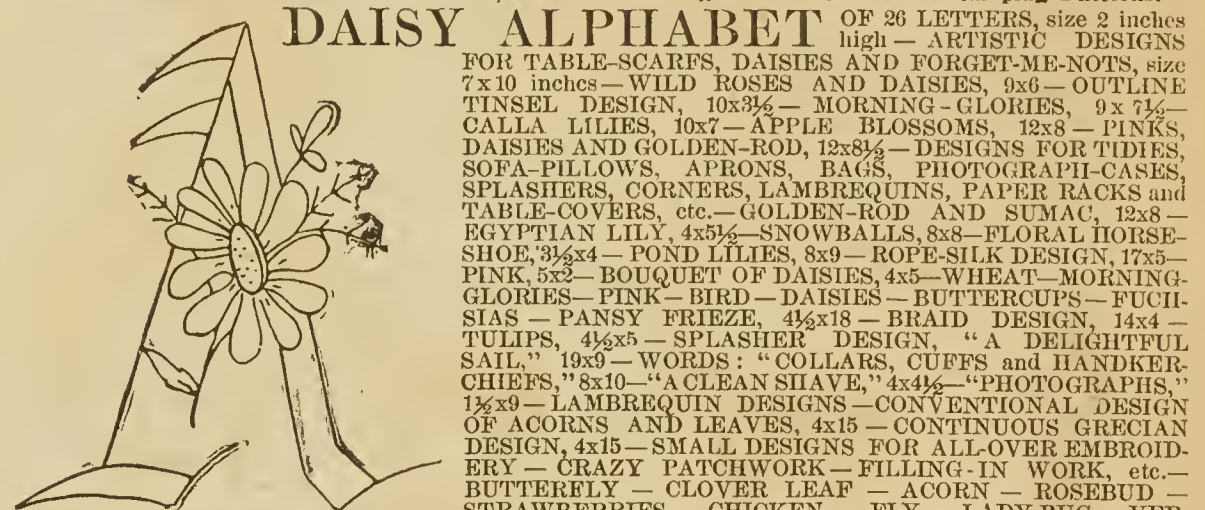 DAISY ALPHABET OF 26 LETTERS, size 2 inches
high — ARTISTIC DESIGNS
FOR TABLE-SCARFS, DAISIES AND FORGET-ME-NOTS, size
7x10 inches—WILD ROSES AND DAISIES, 9x6—OUTLINE
TINSEL DESIGN, 10x3½— MORNING-GLORIES, 9x7½—
CALLA LILIES, 10x7—APPLE BLOSSOMS, 12x8—PINKS,
DAISIES AND GOLDEN-ROD, 12x8½—DESIGNS FOR TIDIES,
SOFA-PILLOWS, APRONS, BAGS, PHOTOGRAPH-CASES,
SPLASHERS, CORNERS, LAMBREQUINS, PAPER RACKS and
TABLE-COVERS, etc.—GOLDEN-ROD AND SUMAC, 12x8—
EGYPTIAN LILY, 4x5½—SNOWBALLS, 8x8—FLORAL HORSE-
SHOE, 3½x4—POND LILIES, 8x9—ROPE-SILK DESIGN, 17x5—
PINK, 5x2—BOUQUET OF DAISIES, 4x5—WHEAT—MORNING-
GLORIES—PINK—BIRD—DAISIES—BUTTERCUPS—FUCH-
SIAS — PANSY FRIEZE, 4½x18—BRAID DESIGN, 14x4—
TULIPS, 4½x5—SPLASHER DESIGN, "A DELIGHTFUL
SAIL," 19x9—WORDS: "COLLARS, CUFFS and HANDKER-
CHIEFS," 8x10—"A CLEAN SHAVE," 4x4½—"PHOTOGRAPHS,"
1½x9—LAMBREQUIN DESIGNS—CONVENTIONAL DESIGN
OF ACORNS AND LEAVES, 4x15—CONTINUOUS GRECIAN
DESIGN, 4x15—SMALL DESIGNS FOR ALL-OVER EMBROID-
ERY — CRAZY PATCHWORK—FILLING-IN WORK, etc.—
BUTTERFLY — CLOVER LEAF — ACORN — ROSEBUD —